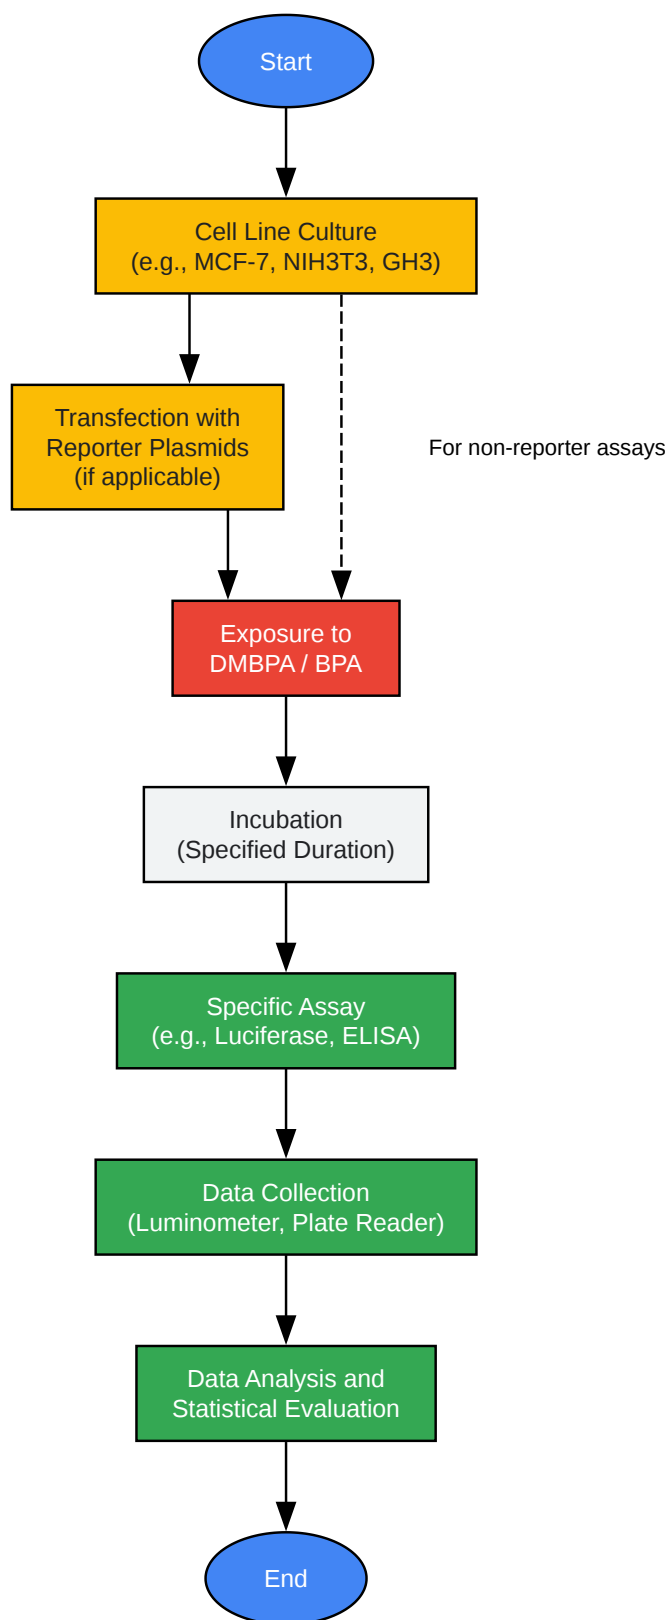 Start
Cell Line Culture
(e.g., MCF-7, NIH3T3, GH3)
Transfection with
Reporter Plasmids
(if applicable)
For non-reporter assays
Exposure to
DMBPA / BPA
Incubation
(Specified Duration)
Specific Assay
(e.g., Luciferase, ELISA)
Data Collection
(Luminometer, Plate Reader)
Data Analysis and
Statistical Evaluation
End